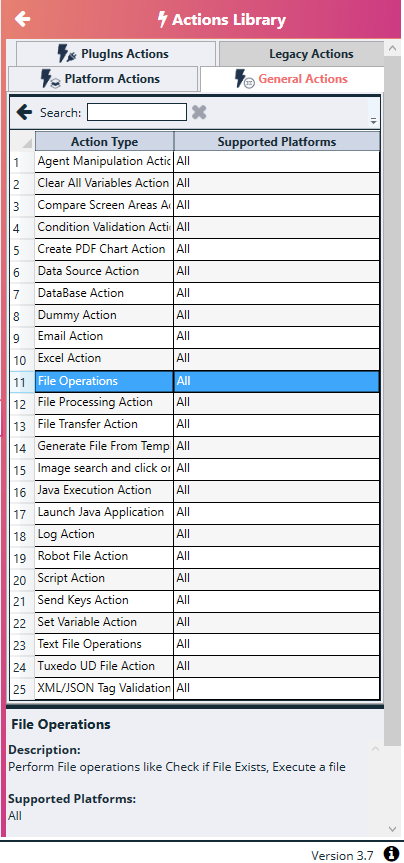 Actions Library
PlugIns Actions Legacy Actions
Platform Actions General Actions
Search:
Action Type Supported Platforms
1 Agent Manipulation Actic All
2 Clear All Variables Action All
3 Compare Screen Areas A All
4 Condition Validation Acti All
5 Create PDF Chart Action All
6 Data Source Action All
7 DataBase Action All
8 Dummy Action All
9 Email Action All
10 Excel Action All
11 File Operations All
12 File Processing Action All
13 File Transfer Action All
14 Generate File From Temp All
15 Image search and click or All
16 Java Execution Action All
17 Launch Java Application All
18 Log Action All
19 Robot File Action All
20 Script Action All
21 Send Keys Action All
22 Set Variable Action All
23 Text File Operations All
24 Tuxedo UD File Action All
25 XML/JSON Tag Validation All
File Operations
Description:
Perform File operations like Check if File Exists, Execute a file
Supported Platforms:
All
Version 3.7